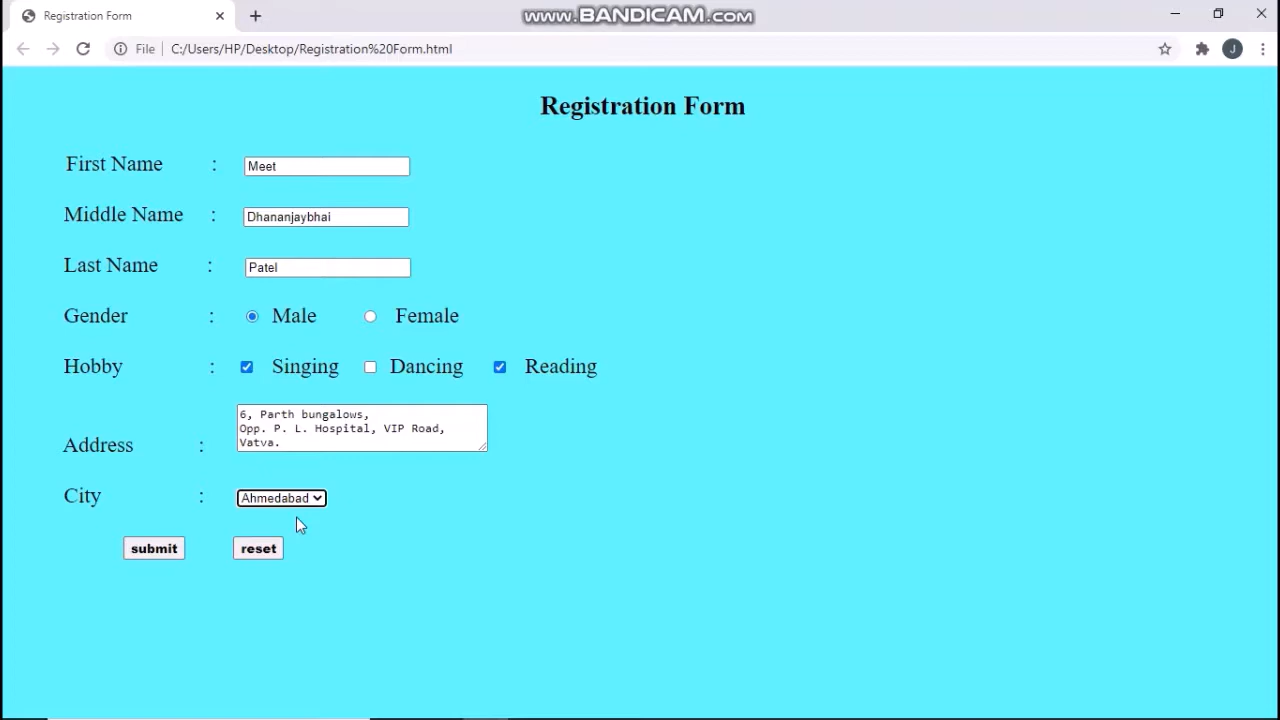 Registration Form
www.BANDICAM.com
File C:/Users/HP/Desktop/Registration%20Form.html
J
Registration Form
First Name : Meet
Middle Name : Dhananjaybhai
Last Name : Patel
Gender : Male Female
Hobby : Singing Dancing Reading
6, Parth bungalows,
Opp. P. L. Hospital, VIP Road,
Vatva.
Address :
City : Ahmedabad
submit reset